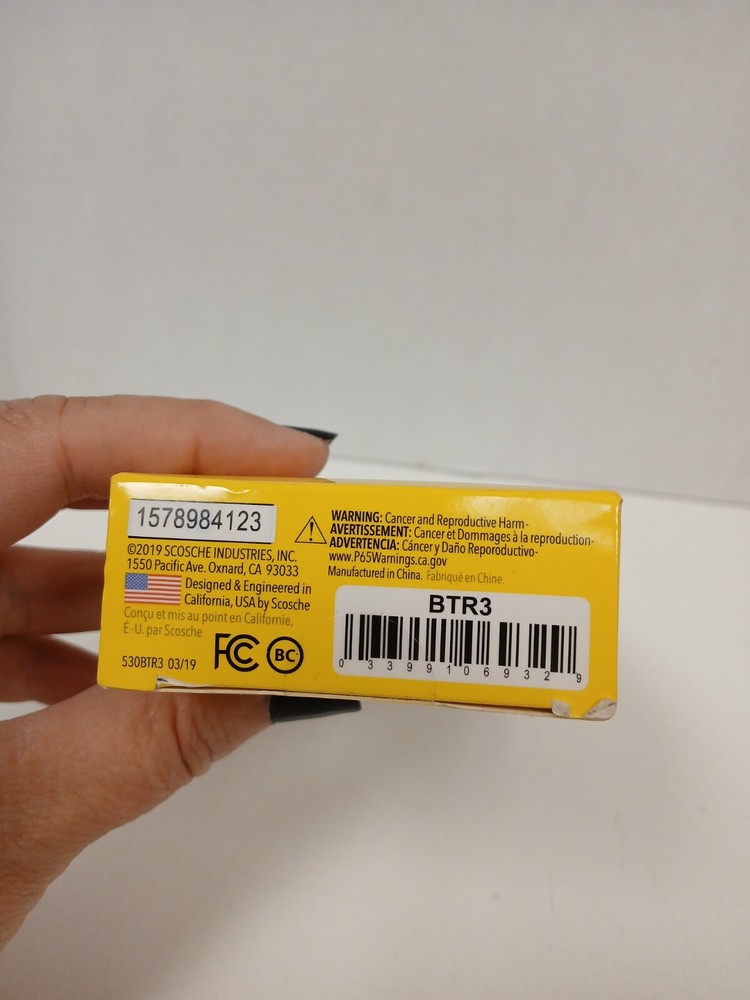 1578984123
©2019 SCOSCHE INDUSTRIES, INC.
1550 Pacific Ave. Oxnard, CA 93033
Designed & Engineered in
California, USA by Scosche
Conçu et mis au point en Californie,
É.-U. par Scosche
530BTR3 03/19
FC
BC
WARNING: Cancer and Reproductive Harm -
AVERTISSEMENT: Cancer et Dommages à la reproduction-
ADVERTENCIA: Cáncer y Daño Reporoductivo-
www.P65Warnings.ca.gov
Manufactured in China. Fabriqué en Chine.
BTR3
0 33991 06932 9